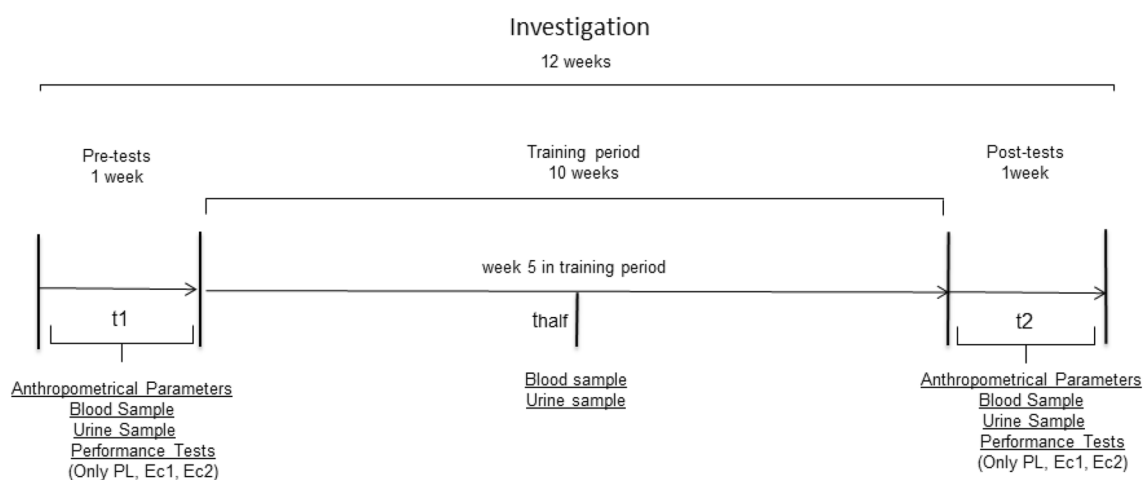 Investigation
12 weeks
Pre-tests
1 week
Training period
10 weeks
Post-tests
1week
week 5 in training period
t1
thalf
t2
Anthropometrical Parameters
Blood Sample
Urine Sample
Performance Tests
(Only PL, Ec1, Ec2)
Blood sample
Urine sample
Anthropometrical Parameters
Blood Sample
Urine Sample
Performance Tests
(Only PL, Ec1, Ec2)